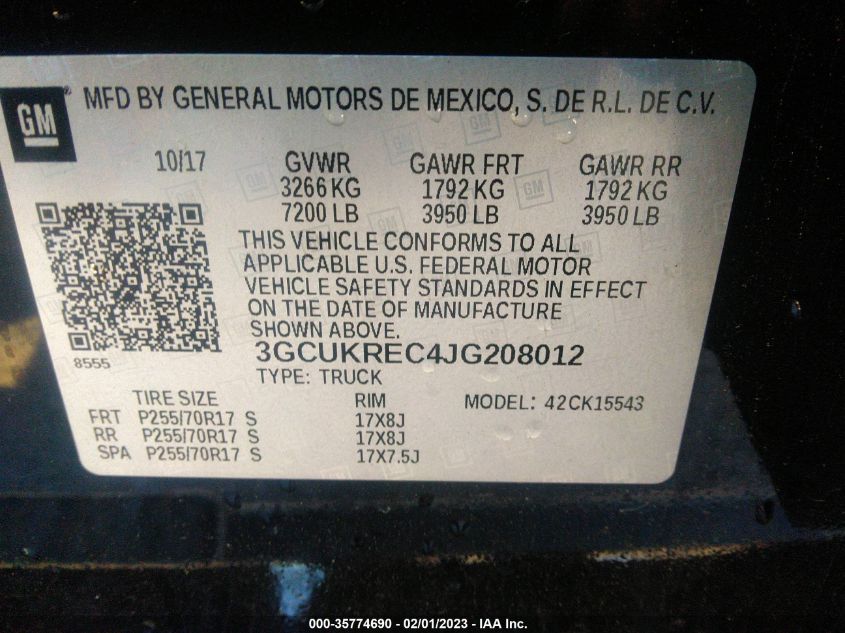 GM
MFD BY GENERAL MOTORS DE MEXICO, S. DE R.L. DE C.V.
10/17 GVWR GAWR FRT GAWR RR
3266 KG 1792 KG 1792 KG
7200 LB 3950 LB 3950 LB
THIS VEHICLE CONFORMS TO ALL
APPLICABLE U.S. FEDERAL MOTOR
VEHICLE SAFETY STANDARDS IN EFFECT
ON THE DATE OF MANUFACTURE
SHOWN ABOVE.
8555
3GCUKREC4JG208012
TYPE: TRUCK
TIRE SIZE RIM MODEL: 42CK15543
FRT P255/70R17 S 17X8J
RR P255/70R17 S 17X8J
SPA P255/70R17 S 17X7.5J
000-35774690 - 02/01/2023 - IAA Inc.